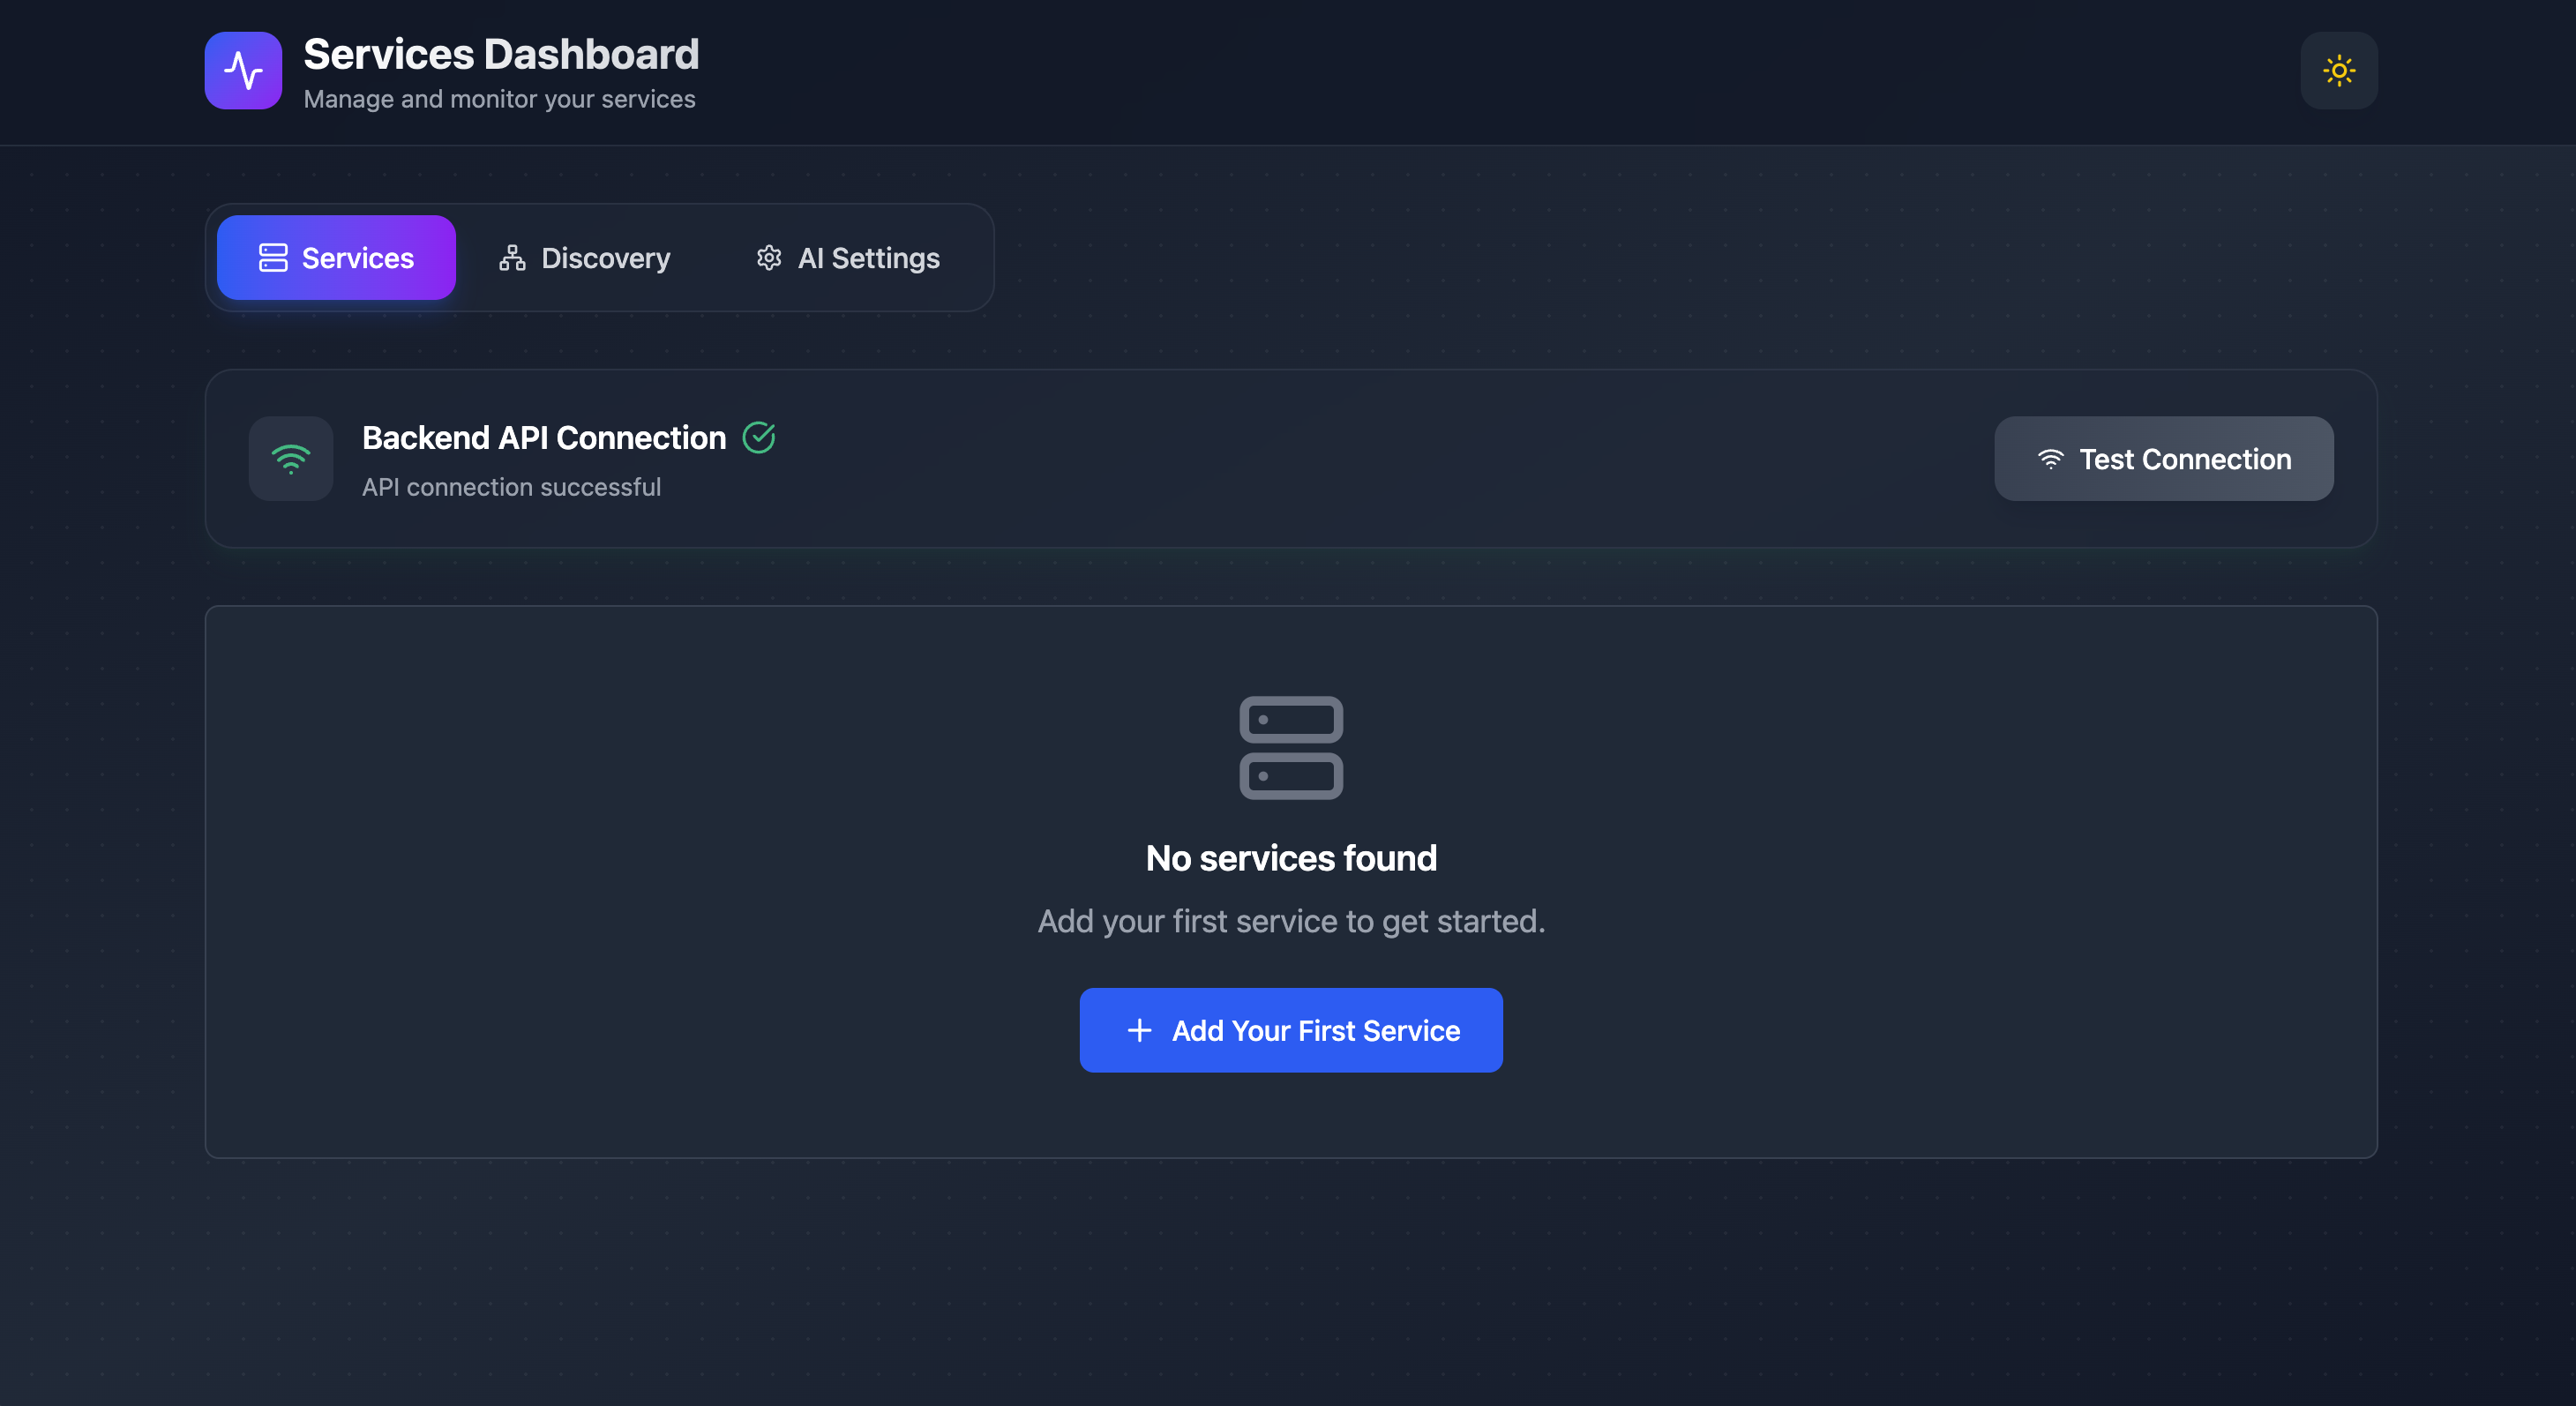 Services Dashboard
Manage and monitor your services
Services
Discovery
AI Settings
Backend API Connection
API connection successful
Test Connection
No services found
Add your first service to get started.
Add Your First Service